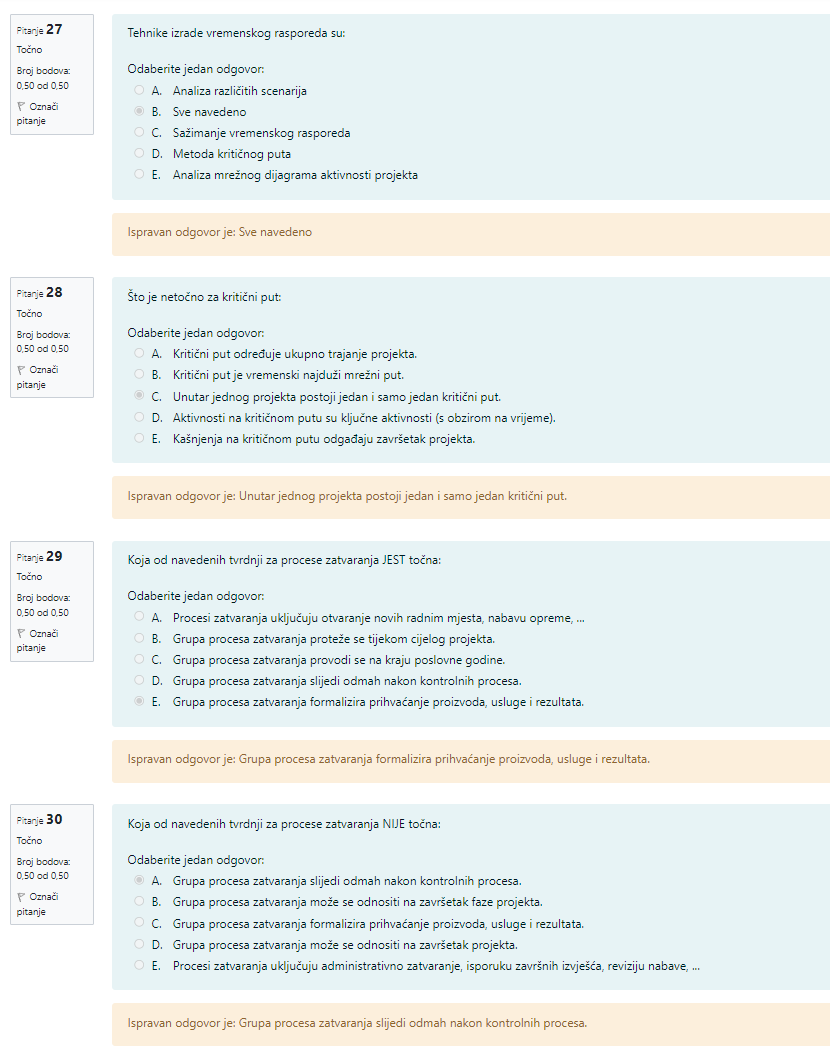 Pitanje 27
Točno
Broj bodova:
0,50 od 0,50
Označi
pitanje
Tehnike izrade vremenskog rasporeda su:
Odaberite jedan odgovor:
A. Analiza različitih scenarija
B. Sve navedeno
C. Sažimanje vremenskog rasporeda
D. Metoda kritičnog puta
E. Analiza mrežnog dijagrama aktivnosti projekta
Ispravan odgovor je: Sve navedeno
Pitanje 28
Točno
Broj bodova:
0,50 od 0,50
Označi
pitanje
Što je netočno za kritični put:
Odaberite jedan odgovor:
A. Kritični put određuje ukupno trajanje projekta.
B. Kritični put je vremenski najduži mrežni put.
C. Unutar jednog projekta postoji jedan i samo jedan kritični put.
D. Aktivnosti na kritičnom putu su ključne aktivnosti (s obzirom na vrijeme).
E. Kašnjenja na kritičnom putu odgađaju završetak projekta.
Ispravan odgovor je: Unutar jednog projekta postoji jedan i samo jedan kritični put.
Pitanje 29
Točno
Broj bodova:
0,50 od 0,50
Označi
pitanje
Koja od navedenih tvrdnji za procese zatvaranja JEST točna:
Odaberite jedan odgovor:
A. Procesi zatvaranja uključuju otvaranje novih radnim mjesta, nabavu opreme, ...
B. Grupa procesa zatvaranja proteže se tijekom cijelog projekta.
C. Grupa procesa zatvaranja provodi se na kraju poslovne godine.
D. Grupa procesa zatvaranja slijedi odmah nakon kontrolnih procesa.
E. Grupa procesa zatvaranja formalizira prihvaćanje proizvoda, usluge i rezultata.
Ispravan odgovor je: Grupa procesa zatvaranja formalizira prihvaćanje proizvoda, usluge i rezultata.
Pitanje 30
Točno
Broj bodova:
0,50 od 0,50
Označi
pitanje
Koja od navedenih tvrdnji za procese zatvaranja NIJE točna:
Odaberite jedan odgovor:
A. Grupa procesa zatvaranja slijedi odmah nakon kontrolnih procesa.
B. Grupa procesa zatvaranja može se odnositi na završetak faze projekta.
C. Grupa procesa zatvaranja formalizira prihvaćanje proizvoda, usluge i rezultata.
D. Grupa procesa zatvaranja može se odnositi na završetak projekta.
E. Procesi zatvaranja uključuju administrativno zatvaranje, isporuku završnih izvješća, reviziju nabave, ...
Ispravan odgovor je: Grupa procesa zatvaranja slijedi odmah nakon kontrolnih procesa.